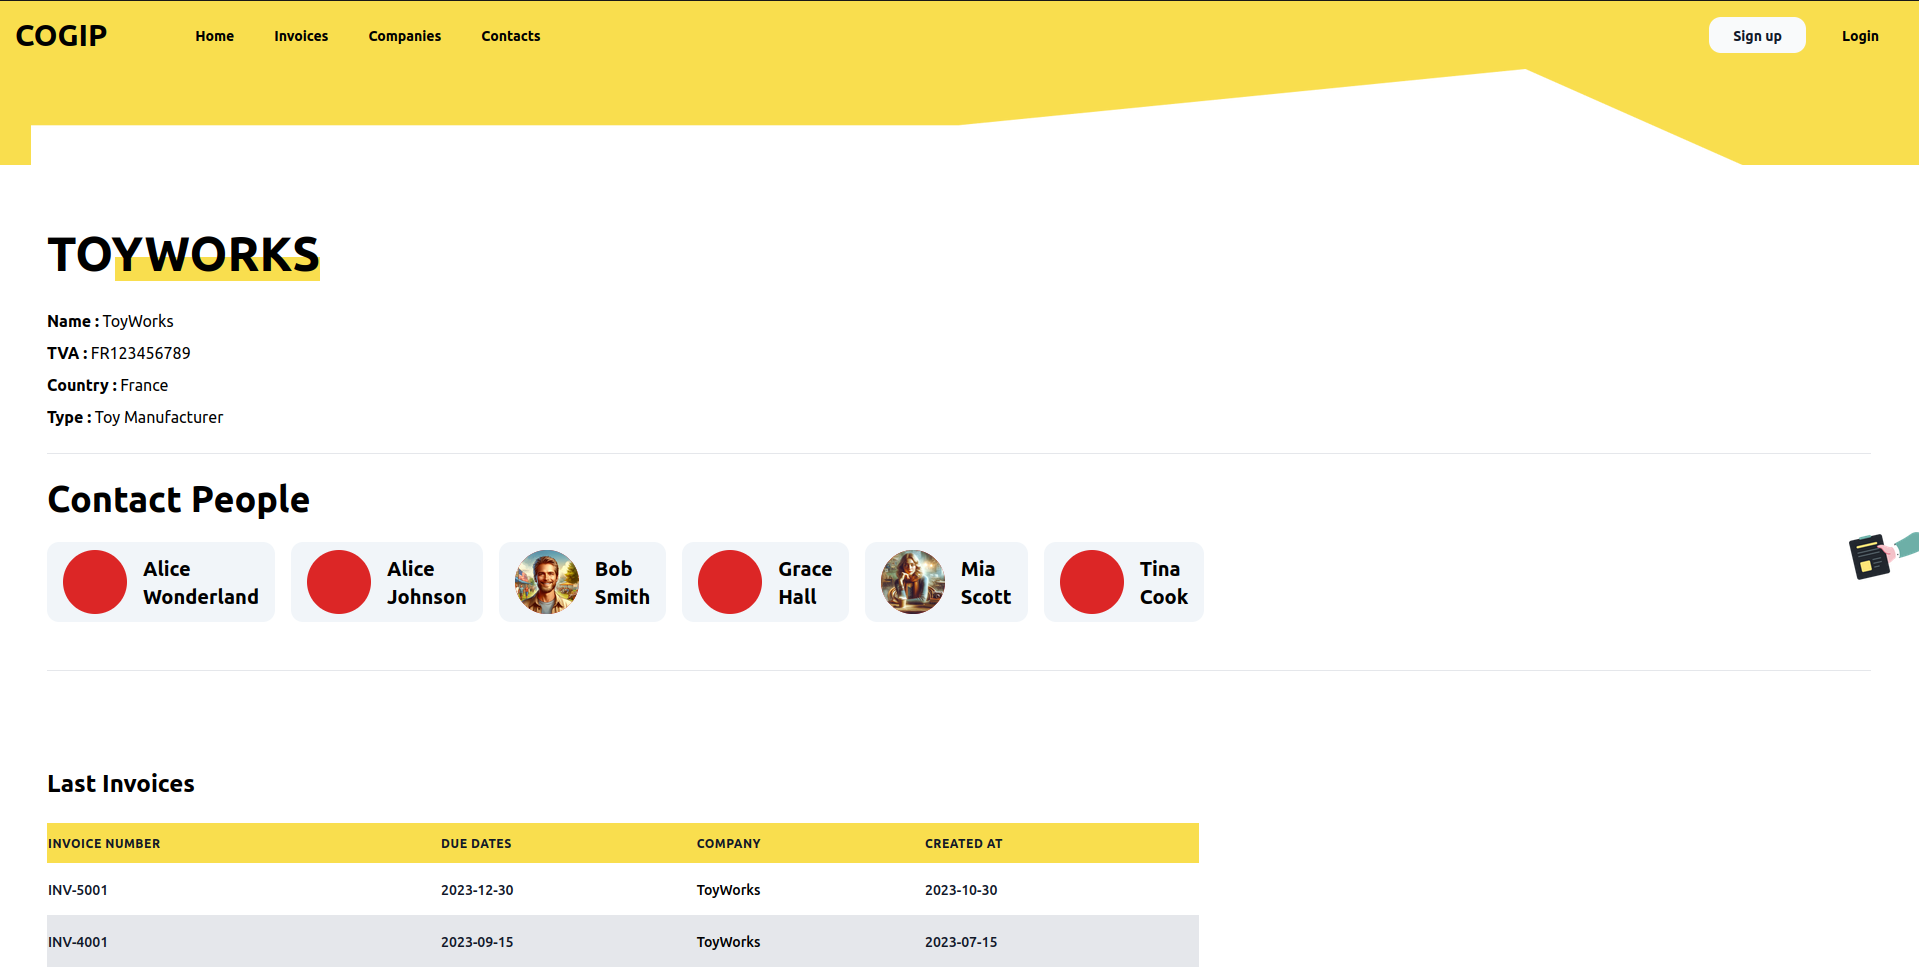 COGIP Home Invoices Companies Contacts Sign up Login
TOYWORKS
Name : ToyWorks
TVA : FR123456789
Country : France
Type : Toy Manufacturer
Contact People
Alice
Wonderland
Alice
Johnson
Bob
Smith
Grace
Hall
Mia
Scott
Tina
Cook
Last Invoices
INVOICE NUMBER DUE DATES COMPANY CREATED AT
INV-5001 2023-12-30 ToyWorks 2023-10-30
INV-4001 2023-09-15 ToyWorks 2023-07-15